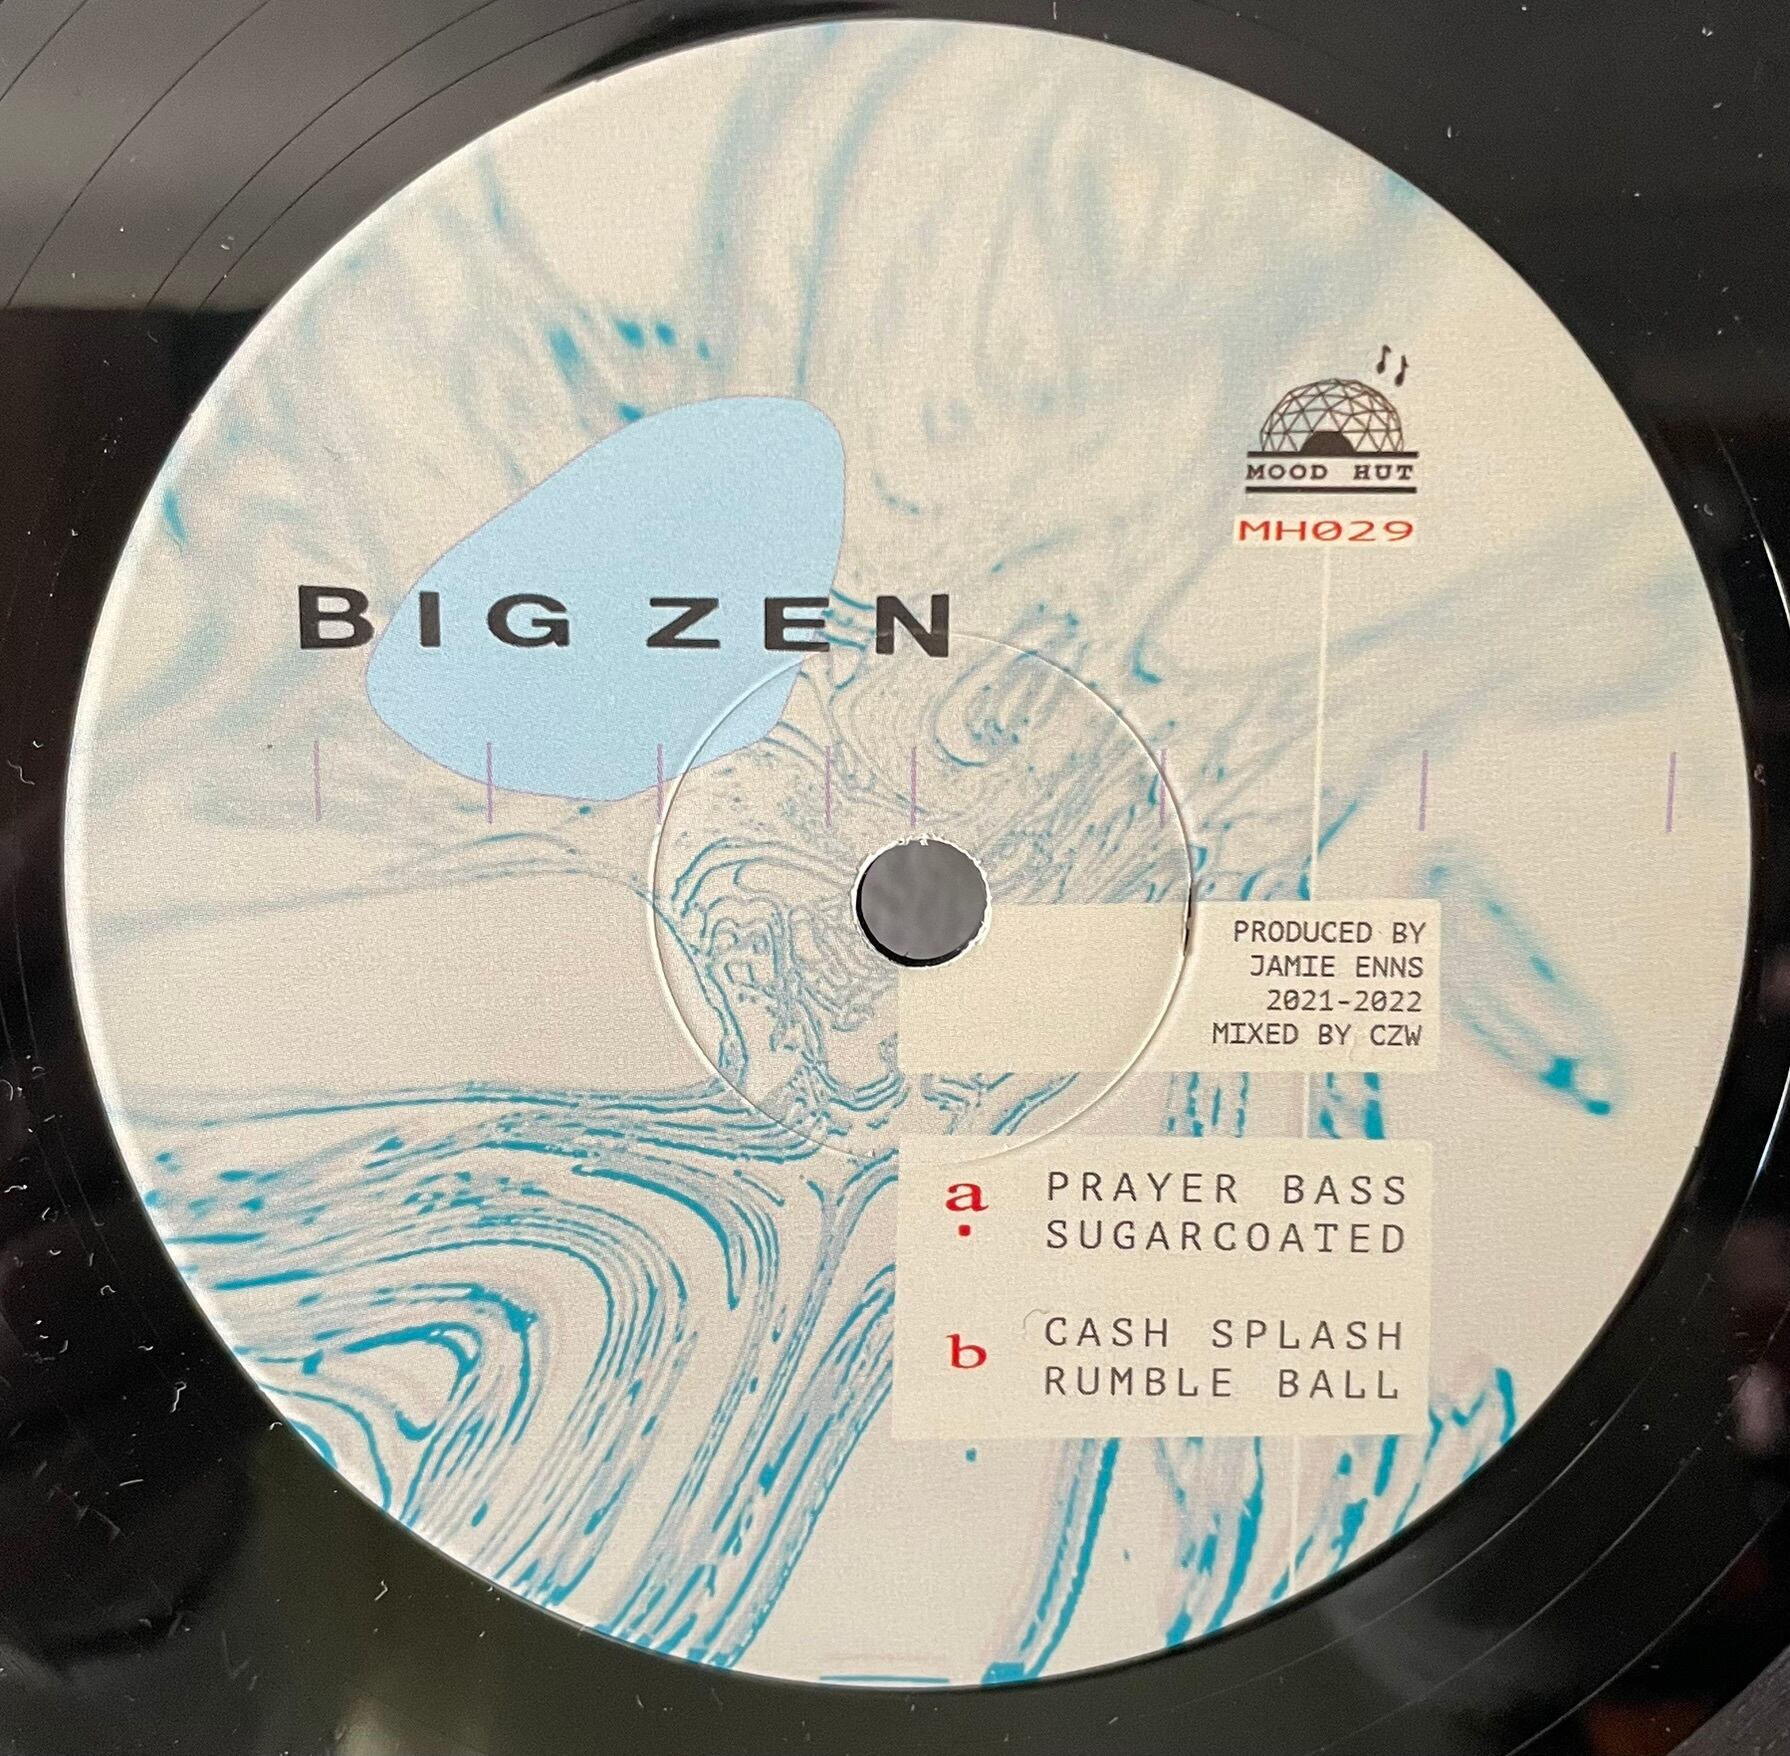 MOOD HUT
MH029
BIG ZEN
PRODUCED BY
JAMIE ENNS
2021-2022
MIXED BY CZW
a PRAYER BASS
SUGARCOATED
b CASH SPLASH
RUMBLE BALL